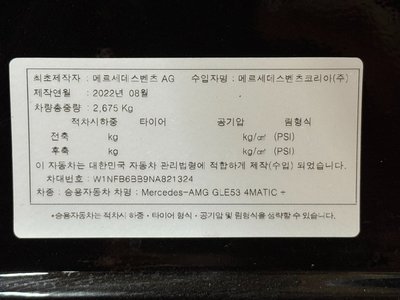 최초제작자 : 메르세데스벤츠 AG 수입자명 : 메르세데스벤츠코리아(주)
제작연월 : 2022년 08월
차량총중량 : 2,675 Kg
적차시하중 타이어 공기압 림형식
전축 kg kg/㎠ (PSI)
후축 kg kg/㎠ (PSI)
이 자동차는 대한민국 자동차 관리법령에 적합하게 제작(수입) 되었습니다.
차대번호 : W1NFB6BB9NA821324
차종 : 승용자동차 차명 : Mercedes-AMG GLE53 4MATIC +
*승용자동차는 적차시 하중 · 타이어 형식 · 공기압 및 림형식을 생략할 수 있습니다.